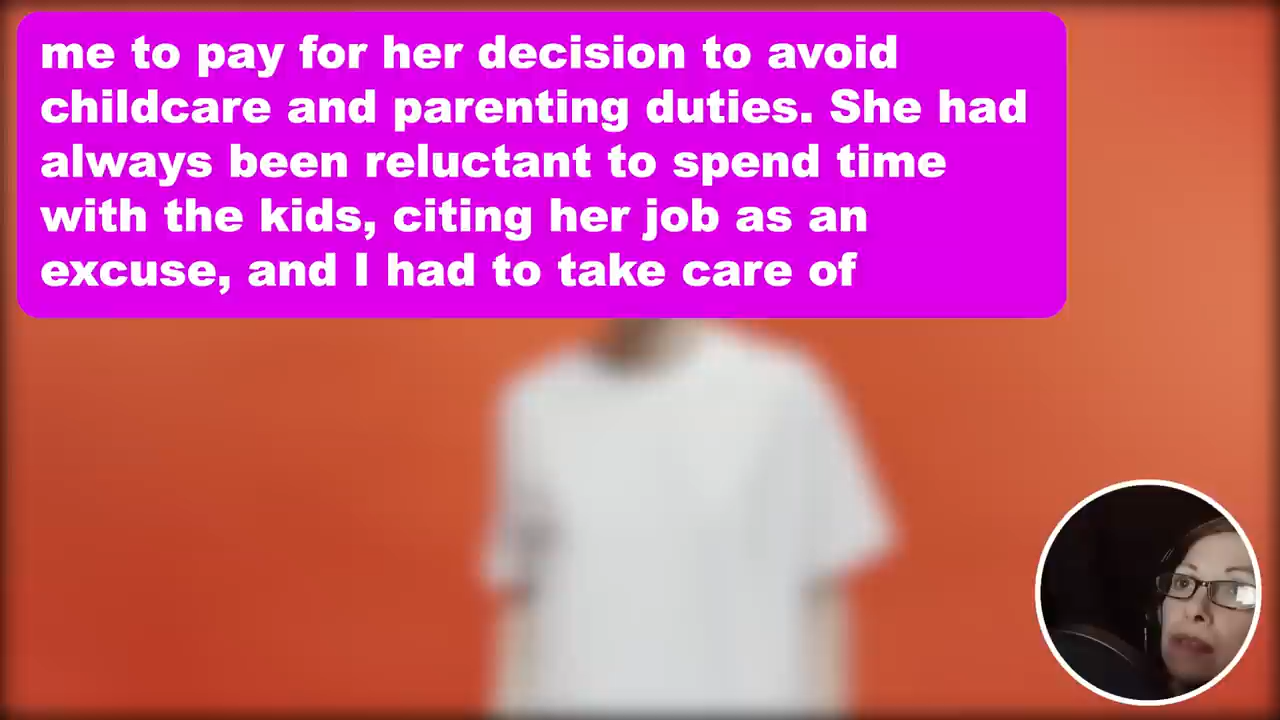 me to pay for her decision to avoid
childcare and parenting duties. She had
always been reluctant to spend time
with the kids, citing her job as an
excuse, and I had to take care of